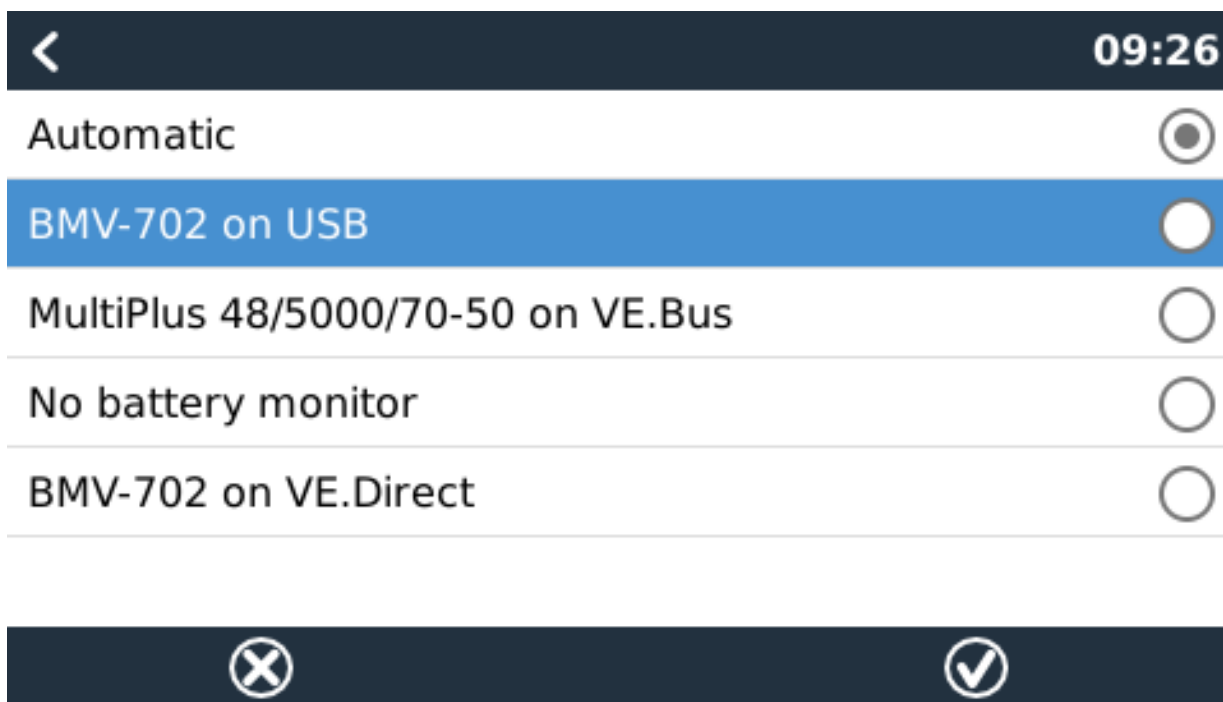 09:26
Automatic
BMV-702 on USB
MultiPlus 48/5000/70-50 on VE.Bus
No battery monitor
BMV-702 on VE.Direct